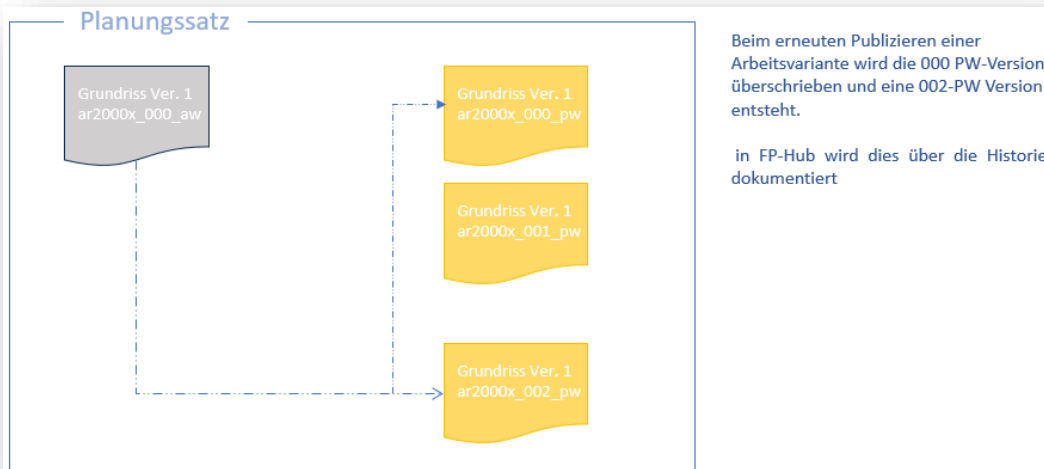 Planungssatz
Grundriss Ver. 1
ar2000x_000_aw
Grundriss Ver. 1
ar2000x_000_pw
Grundriss Ver. 1
ar2000x_001_pw
Grundriss Ver. 1
ar2000x_002_pw
Beim erneuten Publizieren einer
Arbeitsvariante wird die 000 PW-Version
überschrieben und eine 002-PW Version
entsteht.
in FP-Hub wird dies über die Historie
dokumentiert